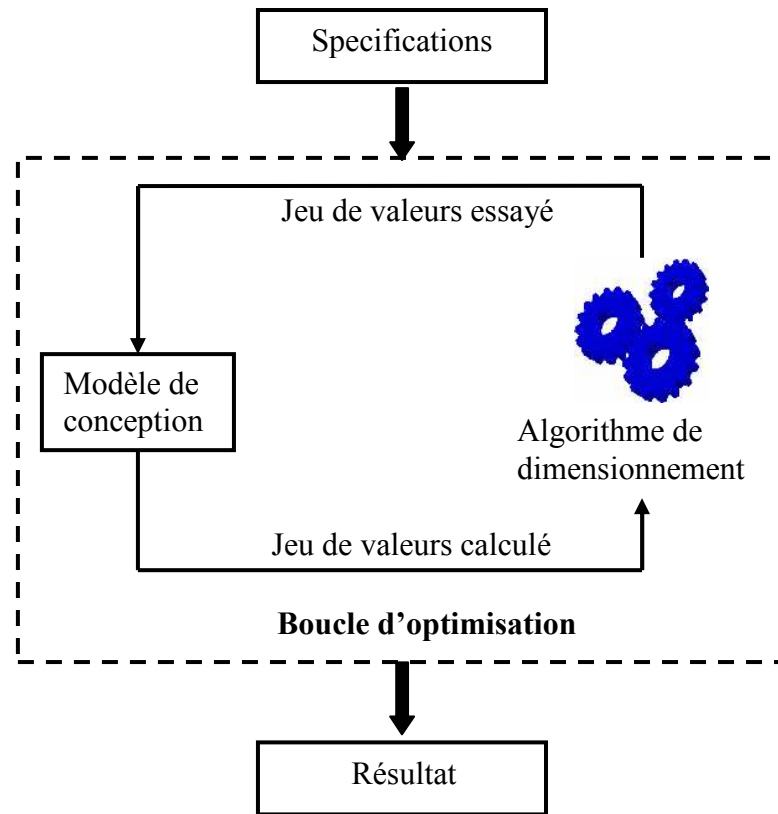 Specifications
Jeu de valeurs essayé
Modèle de
conception
Algorithme de
dimensionnement
Jeu de valeurs calculé
Boucle d’optimisation
Résultat